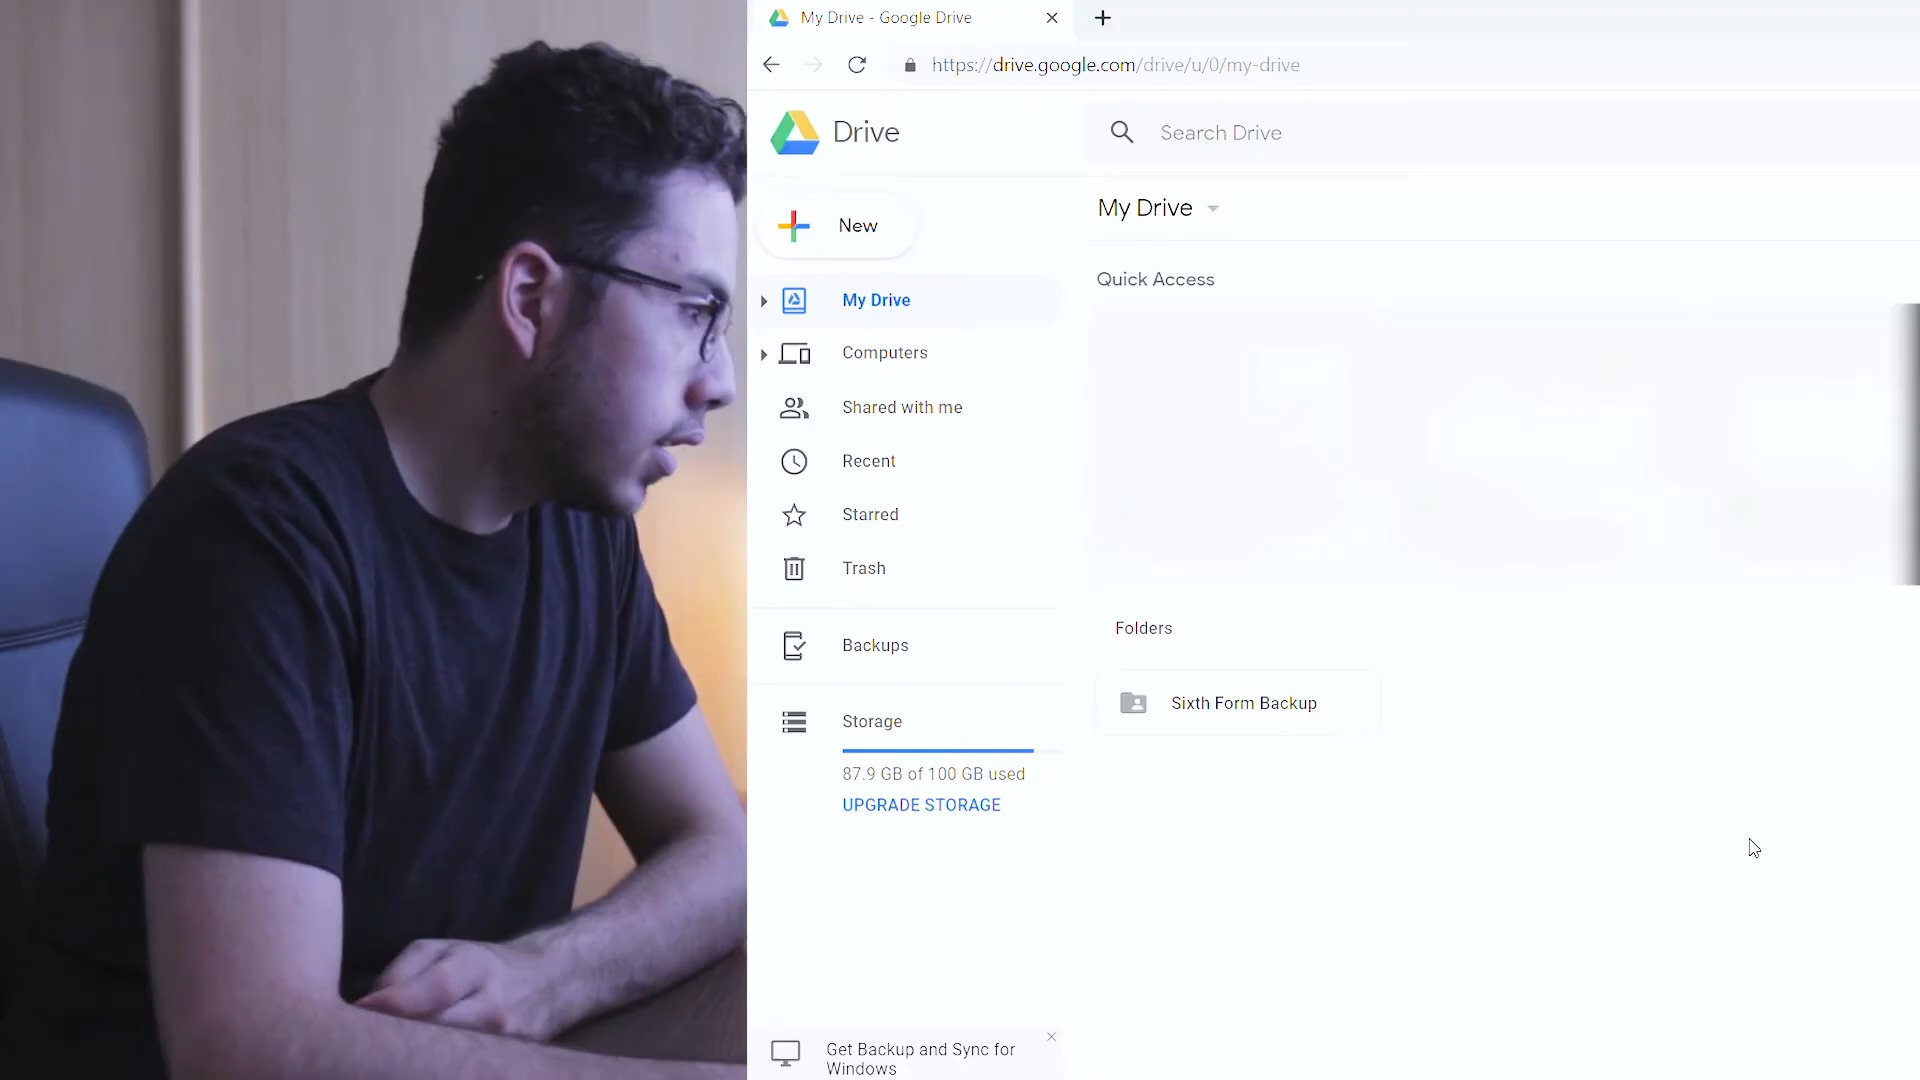 My Drive - Google Drive
https://drive.google.com/drive/u/0/my-drive
Drive
Search Drive
New
My Drive
Quick Access
My Drive
Computers
Shared with me
Recent
Starred
Trash
Backups
Storage
87.9 GB of 100 GB used
UPGRADE STORAGE
Folders
Sixth Form Backup
Get Backup and Sync for
Windows